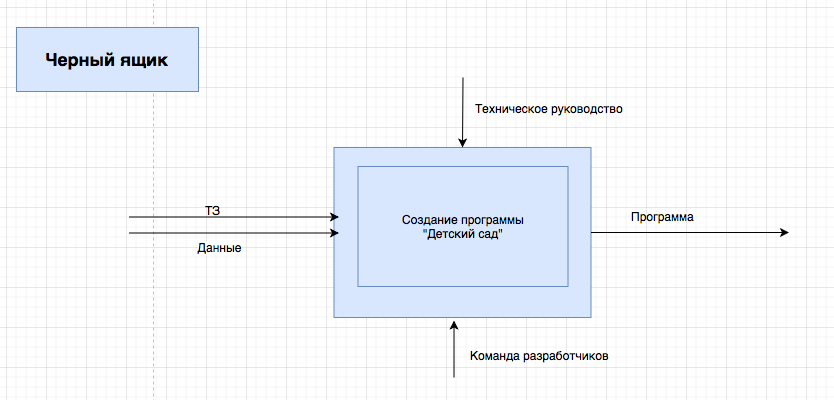 Черный ящик
Техническое руководство
ТЗ
Создание программы
"Детский сад"
Программа
Данные
Команда разработчиков